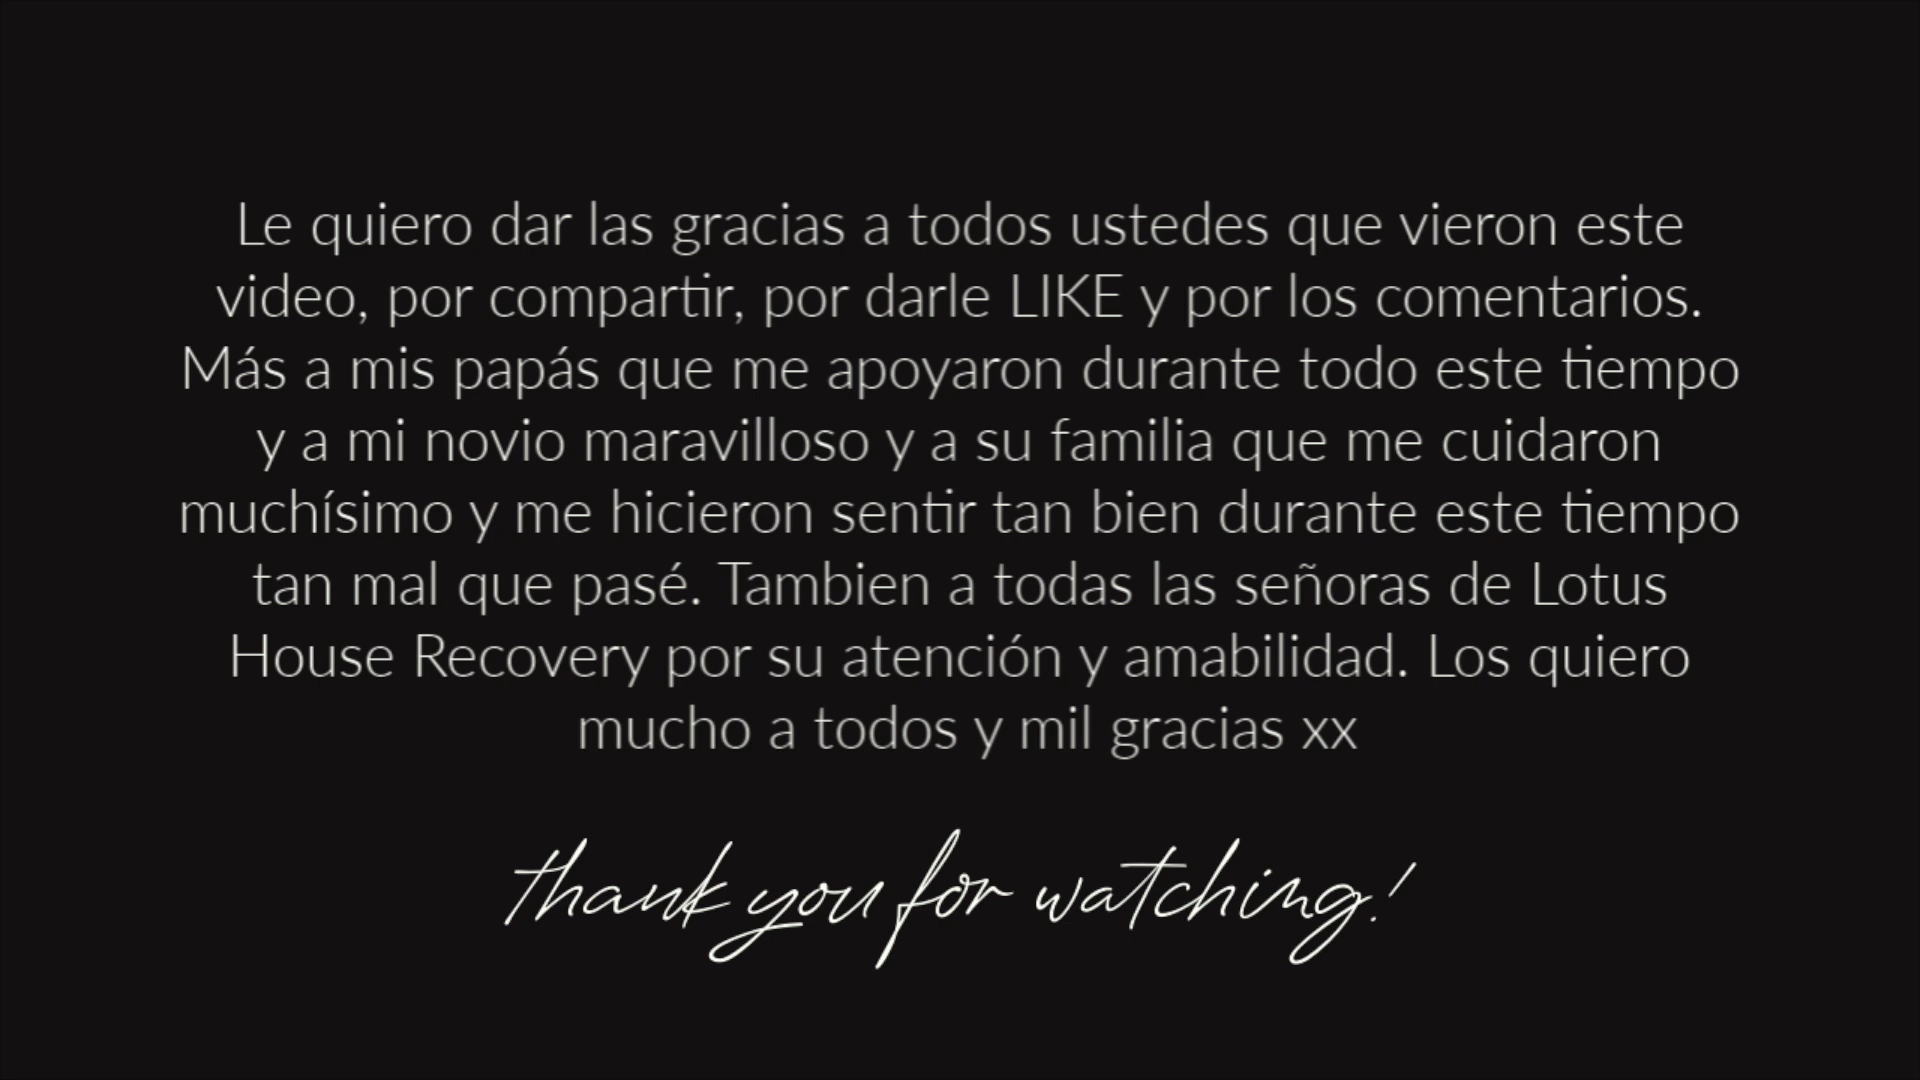 Le quiero dar las gracias a todos ustedes que vieron este
video, por compartir, por darle LIKE y por los comentarios.
Más a mis papás que me apoyaron durante todo este tiempo
y a mi novio maravilloso y a su familia que me cuidaron
muchísimo y me hicieron sentir tan bien durante este tiempo
tan mal que pasé. Tambien a todas las señoras de Lotus
House Recovery por su atención y amabilidad. Los quiero
mucho a todos y mil gracias xx
thank you for watching!